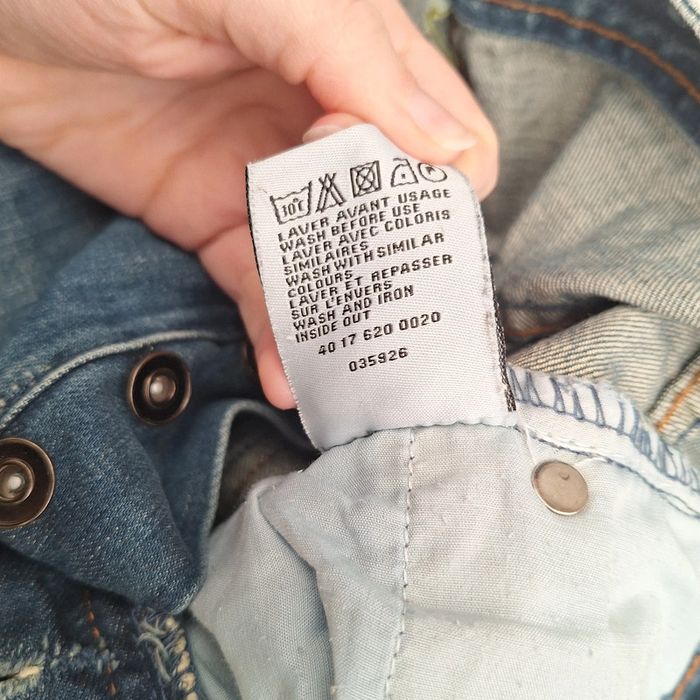 LAVER AVANT USAGE
WASH BEFORE USE
LAVER AVEC COLORIS
SIMILAIRES
WASH WITH SIMILAR
COLOURS
LAVER ET REPASSER
SUR L'ENVERS
WASH AND IRON
INSIDE OUT
40 17 620 0020
035926